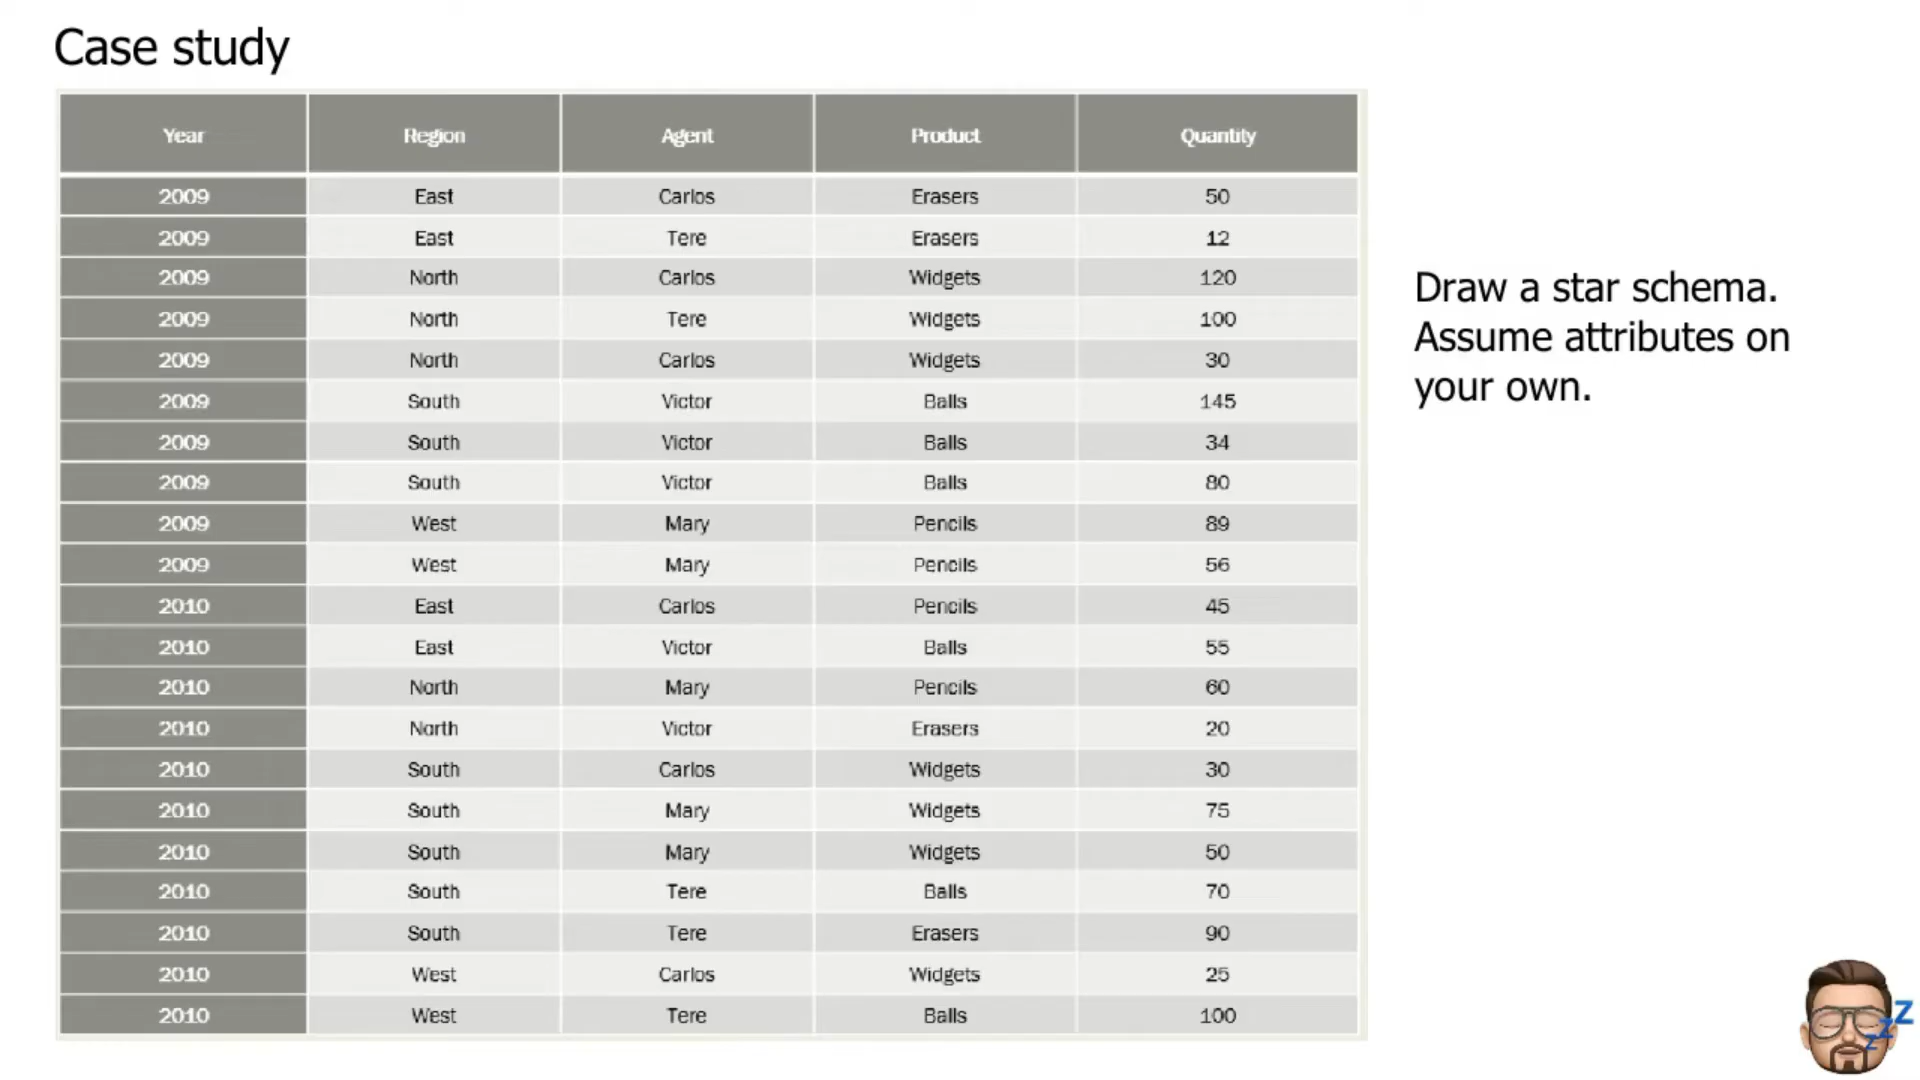 Case study
Year Region Agent Product Quantity
2009 East Carlos Erasers 50
2009 East Tere Erasers 12
2009 North Carlos Widgets 120
2009 North Tere Widgets 100
2009 North Carlos Widgets 30
2009 South Victor Balls 145
2009 South Victor Balls 34
2009 South Victor Balls 80
2009 West Mary Pencils 89
2009 West Mary Pencils 56
2010 East Carlos Pencils 45
2010 East Victor Balls 55
2010 North Mary Pencils 60
2010 North Victor Erasers 20
2010 South Carlos Widgets 30
2010 South Mary Widgets 75
2010 South Mary Widgets 50
2010 South Tere Balls 70
2010 South Tere Erasers 90
2010 West Carlos Widgets 25
2010 West Tere Balls 100
Draw a star schema.
Assume attributes on
your own.
z z z